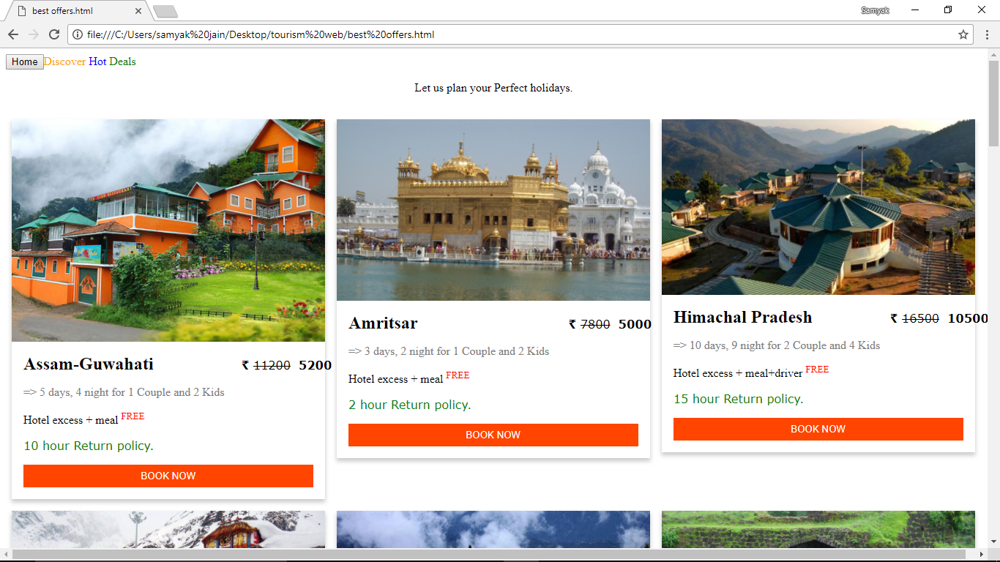 best offers.html
Samyak
file:///C:/Users/samyak%20jain/Desktop/tourism%20web/best%20offers.html
Home Discover Hot Deals
Let us plan your Perfect holidays.
Assam-Guwahati ₹ 11200 5200
=> 5 days, 4 night for 1 Couple and 2 Kids
Hotel excess + meal FREE
10 hour Return policy.
BOOK NOW
Amritsar ₹ 7800 5000
=> 3 days, 2 night for 1 Couple and 2 Kids
Hotel excess + meal FREE
2 hour Return policy.
BOOK NOW
Himachal Pradesh ₹ 16500 10500
=> 10 days, 9 night for 2 Couple and 4 Kids
Hotel excess + meal+driver FREE
15 hour Return policy.
BOOK NOW